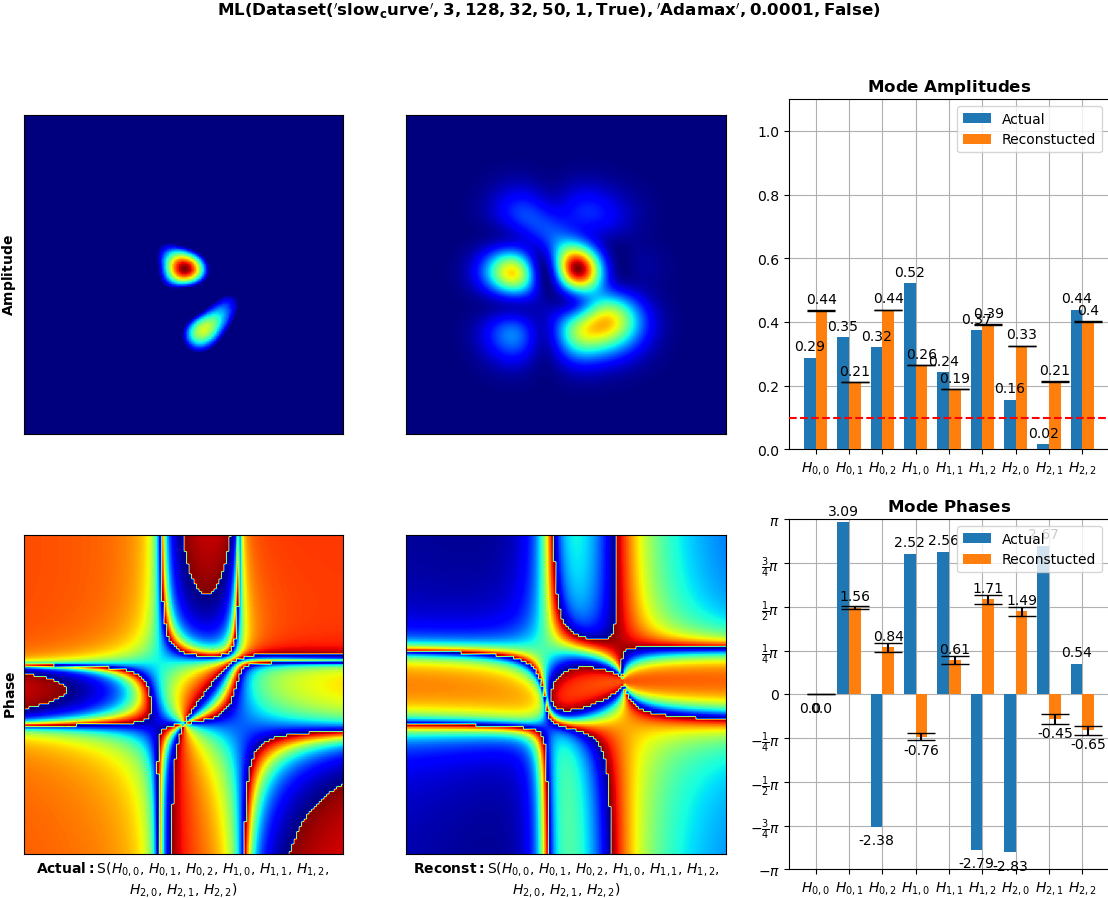 ML(Dataset('slow_curve', 3, 128, 32, 50, 1, True), 'Adamax', 0.0001, False)
Amplitude
Mode Amplitudes
Actual
Reconstucted
1.0
0.8
0.6
0.4
0.2
0.0
0.29
0.44
0.35
0.21
0.32
0.44
0.52
0.26
0.24
0.19
0.37
0.39
0.16
0.33
0.02
0.21
0.44
0.4
H0,0 H0,1 H0,2 H1,0 H1,1 H1,2 H2,0 H2,1 H2,2
Phase
Mode Phases
Actual
Reconstucted
π
3/4π
1/2π
1/4π
0
−1/4π
−1/2π
−3/4π
−π
0.0
0.0
3.09
1.56
-2.38
0.84
2.52
-0.76
2.56
0.61
-2.79
1.71
-2.83
1.49
2.67
-0.45
0.54
-0.65
H0,0 H0,1 H0,2 H1,0 H1,1 H1,2 H2,0 H2,1 H2,2
Actual: S(H0,0, H0,1, H0,2, H1,0, H1,1, H1,2,
H2,0, H2,1, H2,2)
Reconst: S(H0,0, H0,1, H0,2, H1,0, H1,1, H1,2,
H2,0, H2,1, H2,2)